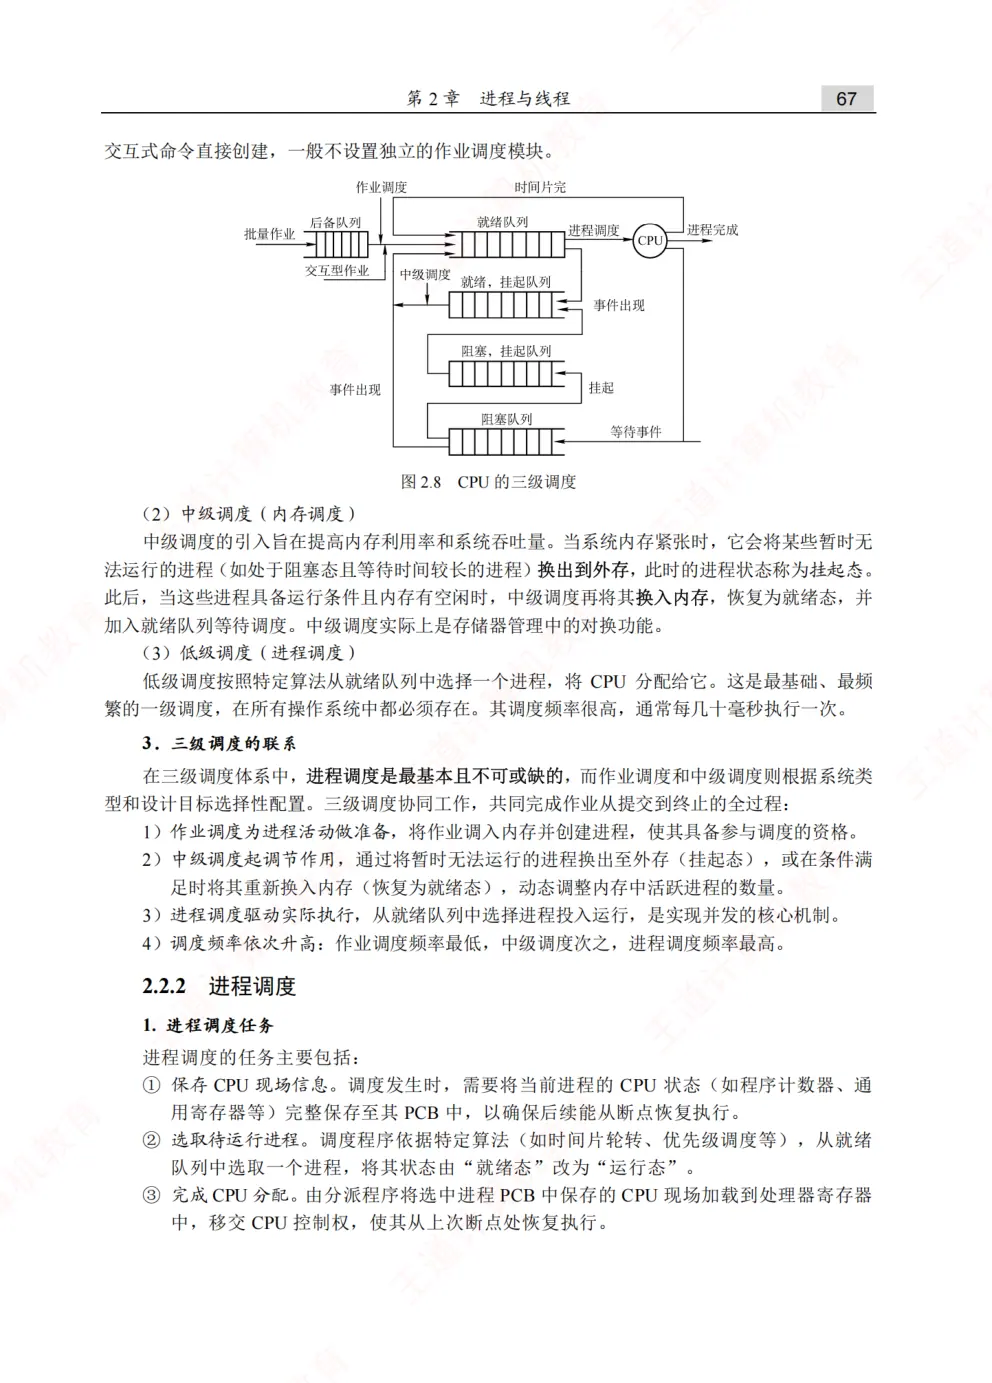 第 2 章 进程与线程 67
交互式命令直接创建，一般不设置独立的作业调度模块。
作业调度 时间片完
后备队列 就绪队列
批量作业 进程调度 CPU 进程完成
交互型作业 中级调度 就绪，挂起队列
事件出现
阻塞，挂起队列
事件出现 挂起
阻塞队列
等待事件
图 2.8 CPU 的三级调度
（2）中级调度（内存调度）
中级调度的引入旨在提高内存利用率和系统吞吐量。当系统内存紧张时，它会将某些暂时无
法运行的进程（如处于阻塞态且等待时间较长的进程）换出到外存，此时的进程状态称为挂起态。
此后，当这些进程具备运行条件且内存有空闲时，中级调度再将其换入内存，恢复为就绪态，并
加入就绪队列等待调度。中级调度实际上是存储器管理中的对换功能。
（3）低级调度（进程调度）
低级调度按照特定算法从就绪队列中选择一个进程，将 CPU 分配给它。这是最基础、最频
繁的一级调度，在所有操作系统中都必须存在。其调度频率很高，通常每几十毫秒执行一次。
3．三级调度的联系
在三级调度体系中，进程调度是最基本且不可或缺的，而作业调度和中级调度则根据系统类
型和设计目标选择性配置。三级调度协同工作，共同完成作业从提交到终止的全过程：
1）作业调度为进程活动做准备，将作业调入内存并创建进程，使其具备参与调度的资格。
2）中级调度起调节作用，通过将暂时无法运行的进程换出至外存（挂起态），或在条件满
足时将其重新换入内存（恢复为就绪态），动态调整内存中活跃进程的数量。
3）进程调度驱动实际执行，从就绪队列中选择进程投入运行，是实现并发的核心机制。
4）调度频率依次升高：作业调度频率最低，中级调度次之，进程调度频率最高。
2.2.2 进程调度
1. 进程调度任务
进程调度的任务主要包括：
① 保存 CPU 现场信息。调度发生时，需要将当前进程的 CPU 状态（如程序计数器、通
用寄存器等）完整保存至其 PCB 中，以确保后续能从断点恢复执行。
② 选取待运行进程。调度程序依据特定算法（如时间片轮转、优先级调度等），从就绪
队列中选取一个进程，将其状态由“就绪态”改为“运行态”。
③ 完成 CPU 分配。由分派程序将选中进程 PCB 中保存的 CPU 现场加载到处理器寄存器
中，移交 CPU 控制权，使其从上次断点处恢复执行。